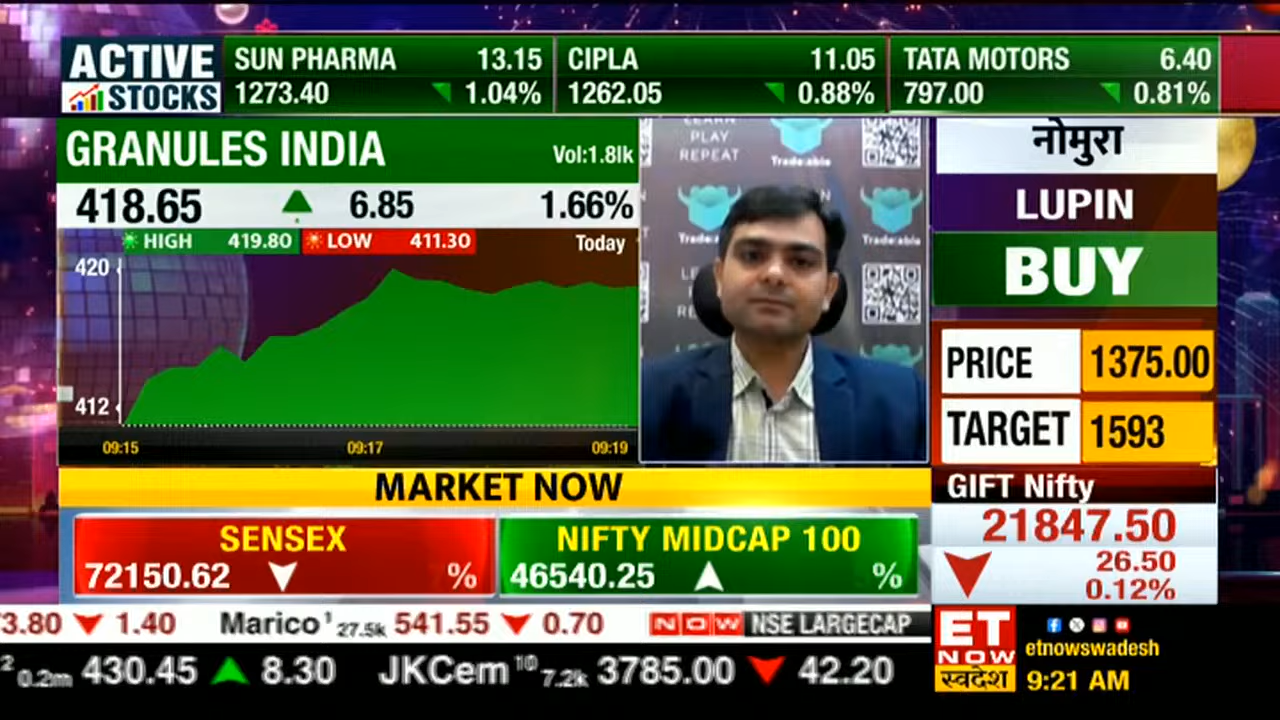 ACTIVE STOCKS
SUN PHARMA 13.15
1273.40 1.04%
CIPLA 11.05
1262.05 0.88%
TATA MOTORS 6.40
797.00 0.81%
GRANULES INDIA Vol:1.8lk
418.65 6.85 1.66%
HIGH 419.80 LOW 411.30 Today
420
412
09:15 09:17 09:19
LEARN
PLAY
REPEAT
नोमुरा
LUPIN
BUY
PRICE 1375.00
TARGET 1593
MARKET NOW
SENSEX
72150.62 %
NIFTY MIDCAP 100
46540.25 %
GIFT Nifty
21847.50
26.50
0.12%
3.80 1.40 Marico 1 27.5k 541.55 0.70 NOW NSE LARGECAP
2 0.2m 430.45 8.30 JKCem 10 7.2k 3785.00 42.20
ET
NOW
स्वदेश
etnowswadesh
9:21 AM